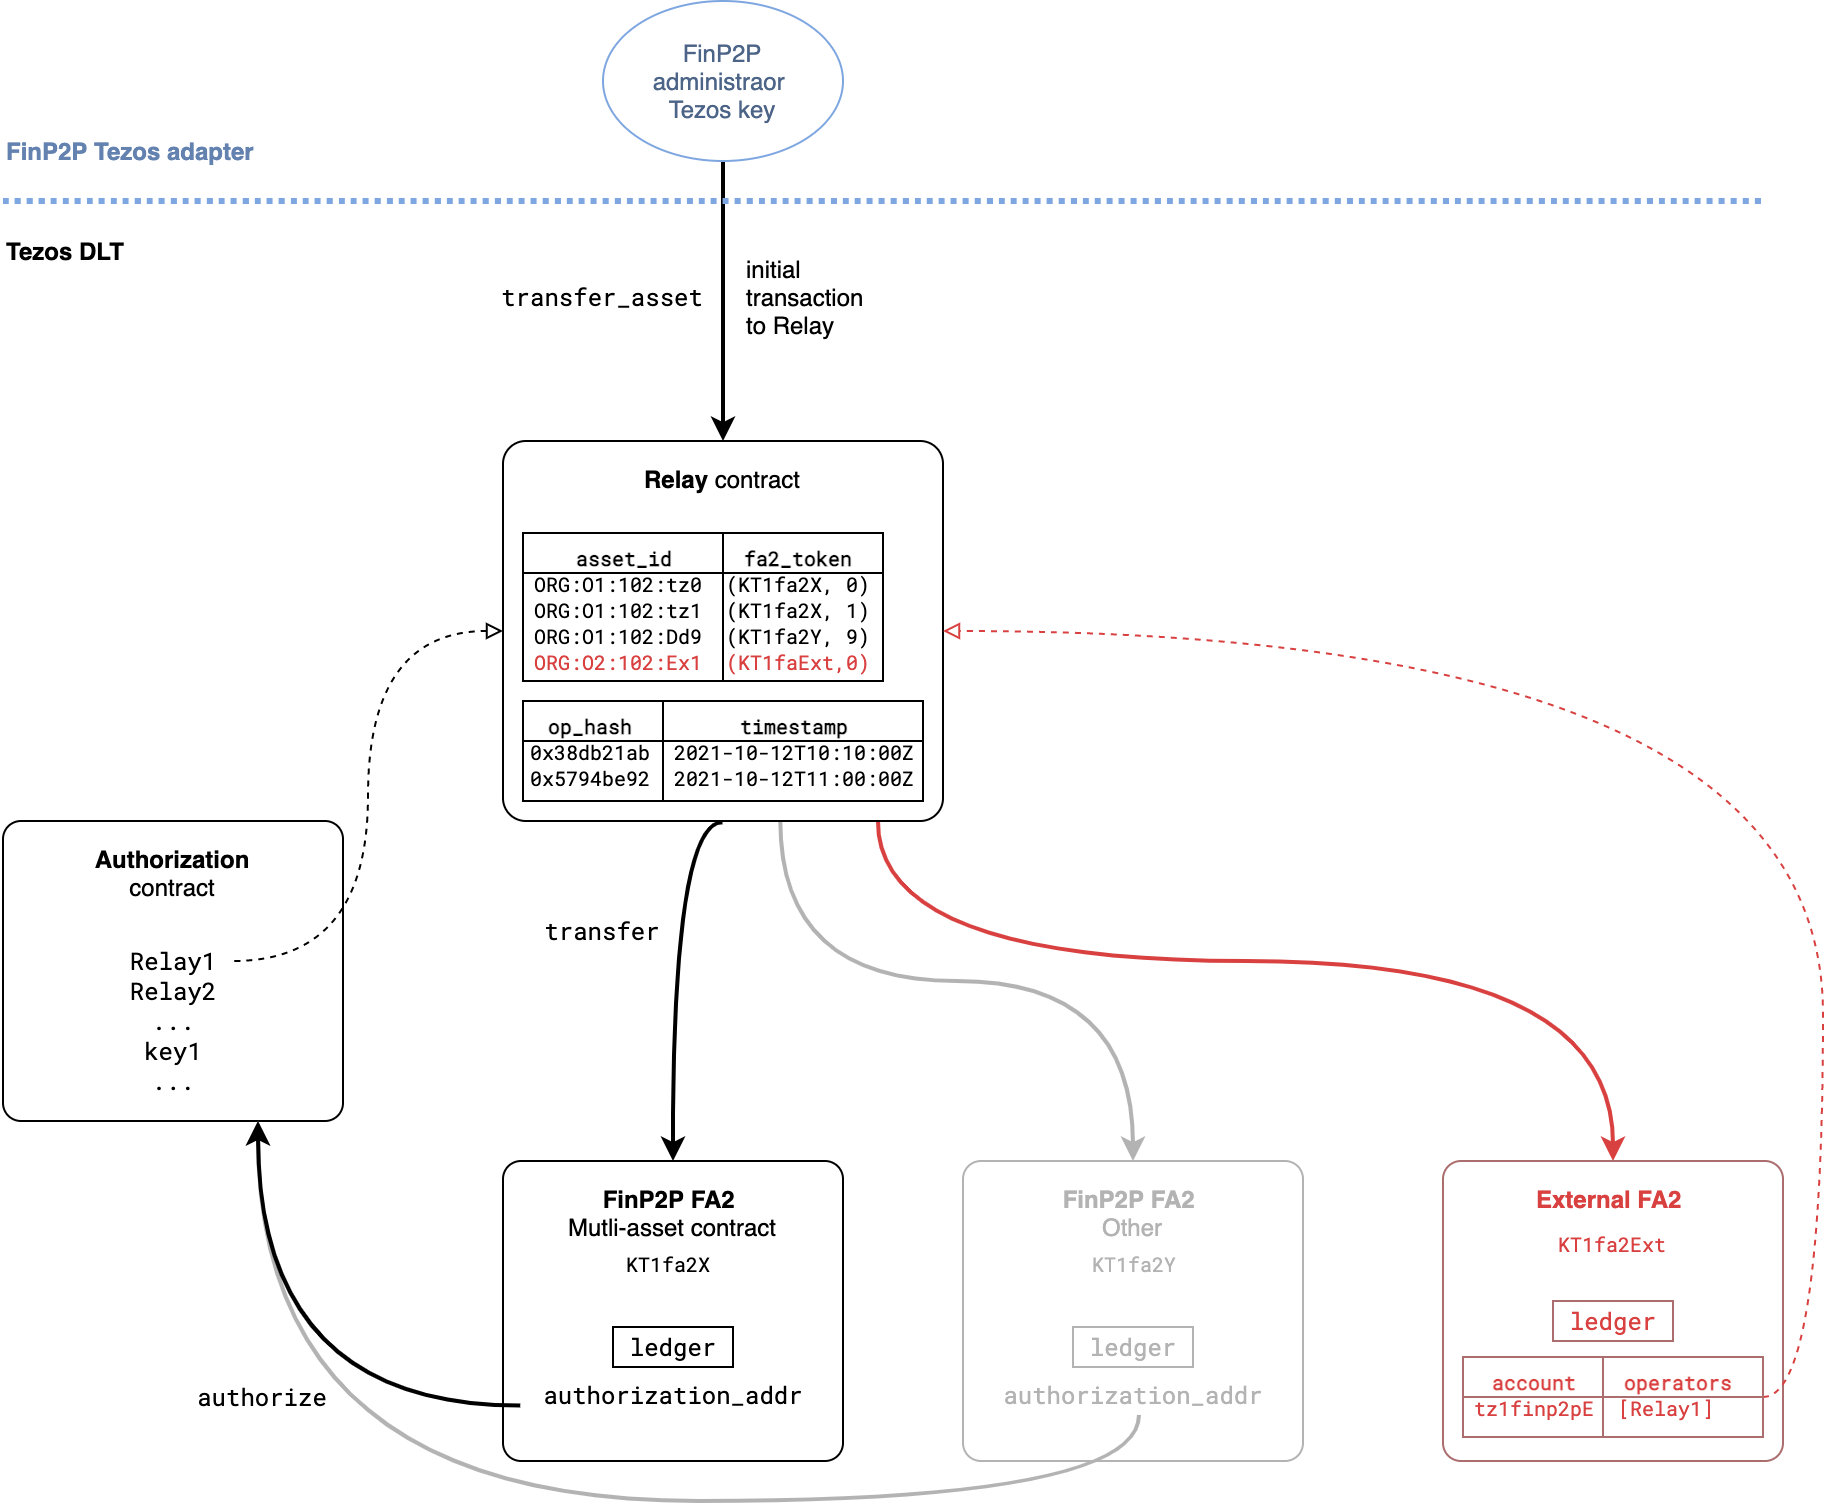 FinP2P
administraor
Tezos key
FinP2P Tezos adapter
Tezos DLT
transfer_asset
initial
transaction
to Relay
Relay contract
asset_id fa2_token
ORG:O1:102:tz0 (KT1fa2X, 0)
ORG:O1:102:tz1 (KT1fa2X, 1)
ORG:O1:102:Dd9 (KT1fa2Y, 9)
ORG:O2:102:Ex1 (KT1faExt,0)
op_hash timestamp
0x38db21ab 2021-10-12T10:10:00Z
0x5794be92 2021-10-12T11:00:00Z
Authorization
contract
Relay1
Relay2
...
key1
...
transfer
authorize
FinP2P FA2
Mutli-asset contract
KT1fa2X
ledger
authorization_addr
FinP2P FA2
Other
KT1fa2Y
ledger
authorization_addr
External FA2
KT1fa2Ext
ledger
account operators
tz1finp2pE [Relay1]